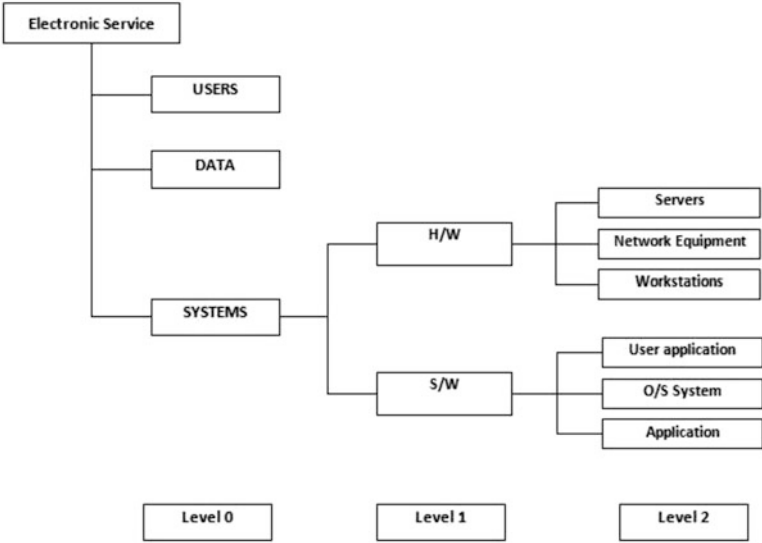 Electronic Service
USERS
DATA
SYSTEMS
H/W
S/W
Servers
Network Equipment
Workstations
User application
O/S System
Application
Level 0
Level 1
Level 2